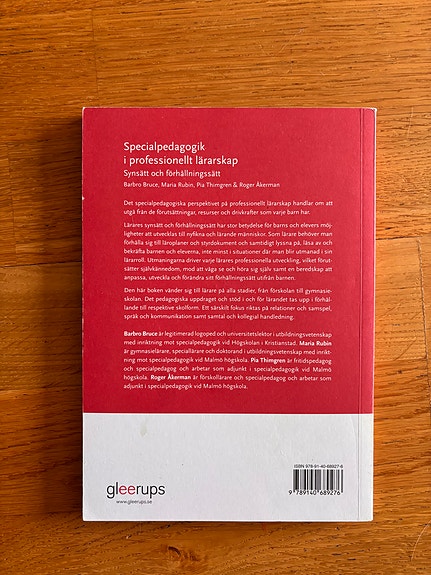 Specialpedagogik
i professionellt lärarskap
Synsätt och förhållningssätt
Barbro Bruce, Maria Rubin, Pia Thimgren & Roger Åkerman
Det specialpedagogiska perspektivet på professionellt lärarskap handlar om att
utgå från de förutsättningar, resurser och drivkrafter som varje barn har.
Lärares synsätt och förhållningssätt har stor betydelse för barns och elevers möj-
ligheter att utvecklas till nyfikna och lärande människor. Som lärare behöver man
förhålla sig till läroplaner och styrdokument och samtidigt lyssna på, läsa av och
bekräfta barnen och eleverna, inte minst i situationer där man blir utmanad i sin
lärarroll. Utmaningarna driver varje lärares professionella utveckling, vilket förut-
sätter självkännedom, mod att våga se och höra sig själv samt en beredskap att
anpassa, utveckla och förändra sitt förhållningssätt utifrån barnen.
Den här boken vänder sig till lärare på alla stadier, från förskolan till gymnasie-
skolan. Det pedagogiska uppdraget och stöd i och för lärandet tas upp i förhål-
lande till respektive skolform. Ett särskilt fokus riktas på relationer och samspel,
språk och kommunikation samt samtal och kollegial handledning.
Barbro Bruce är legitimerad logoped och universitetslektor i utbildningsvetenskap
med inriktning mot specialpedagogik vid Högskolan i Kristianstad. Maria Rubin
är gymnasielärare, speciallärare och doktorand i utbildningsvetenskap med inrikt-
ning mot specialpedagogik vid Malmö högskola. Pia Thimgren är fritidspedagog
och specialpedagog och arbetar som adjunkt i specialpedagogik vid Malmö
högskola. Roger Åkerman är förskollärare och specialpedagog och arbetar som
adjunkt i specialpedagogik vid Malmö högskola.
ISBN 978-91-40-68927-6
9 789140 689276
gleerups
www.gleerups.se